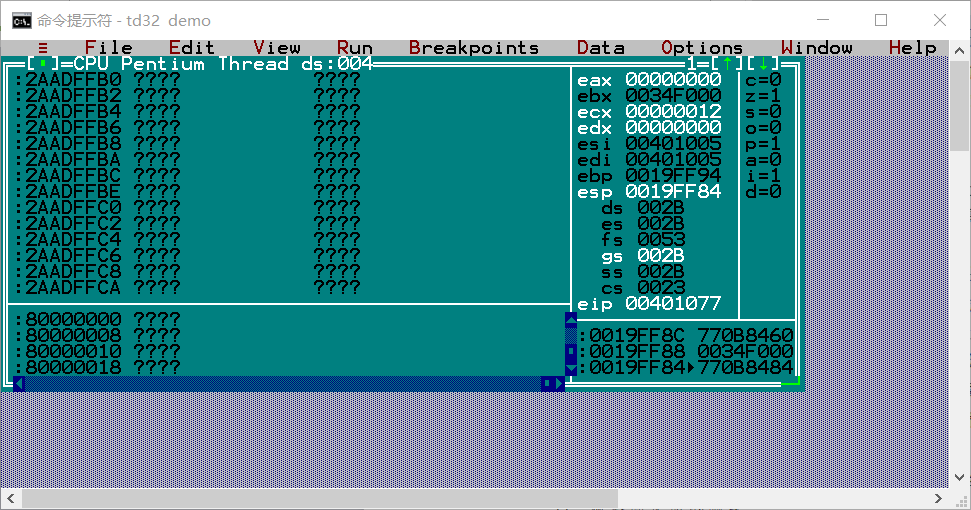 命令提示符 - td32 demo
≡ File Edit View Run Breakpoints Data Options Window Help
[■]=CPU Pentium Thread ds:004 1=[↑][↓]
:2AADFFB0 ???? ???? eax 00000000 c=0
:2AADFFB2 ???? ???? ebx 0034F000 z=1
:2AADFFB4 ???? ???? ecx 00000012 s=0
:2AADFFB6 ???? ???? edx 00000000 o=0
:2AADFFB8 ???? ???? esi 00401005 p=1
:2AADFFBA ???? ???? edi 00401005 a=0
:2AADFFBC ???? ???? ebp 0019FF94 i=1
:2AADFFBE ???? ???? esp 0019FF84 d=0
:2AADFFC0 ???? ???? ds 002B
:2AADFFC2 ???? ???? es 002B
:2AADFFC4 ???? ???? fs 0053
:2AADFFC6 ???? ???? gs 002B
:2AADFFC8 ???? ???? ss 002B
:2AADFFCA ???? ???? cs 0023
eip 00401077
:80000000 ????
:80000008 ???? :0019FF8C 770B8460
:80000010 ???? :0019FF88 0034F000
:80000018 ???? :0019FF84▶770B8484